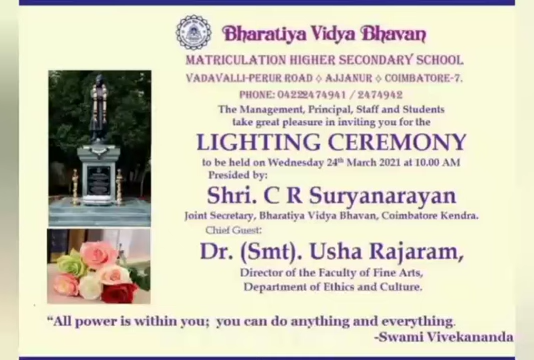 Bharatiya Vidya Bhavan
MATRICULATION HIGHER SECONDARY SCHOOL
VADAVALLI-PERUR ROAD ◊ AJJANUR ◊ COIMBATORE-7.
PHONE: 04222474941 / 2474942
The Management, Principal, Staff and Students
take great pleasure in inviting you for the
LIGHTING CEREMONY
to be held on Wednesday 24th March 2021 at 10.00 AM
Presided by:
Shri. C R Suryanarayan
Joint Secretary, Bharatiya Vidya Bhavan, Coimbatore Kendra.
Chief Guest:
Dr. (Smt). Usha Rajaram,
Director of the Faculty of Fine Arts,
Department of Ethics and Culture.
“All power is within you; you can do anything and everything.
-Swami Vivekananda